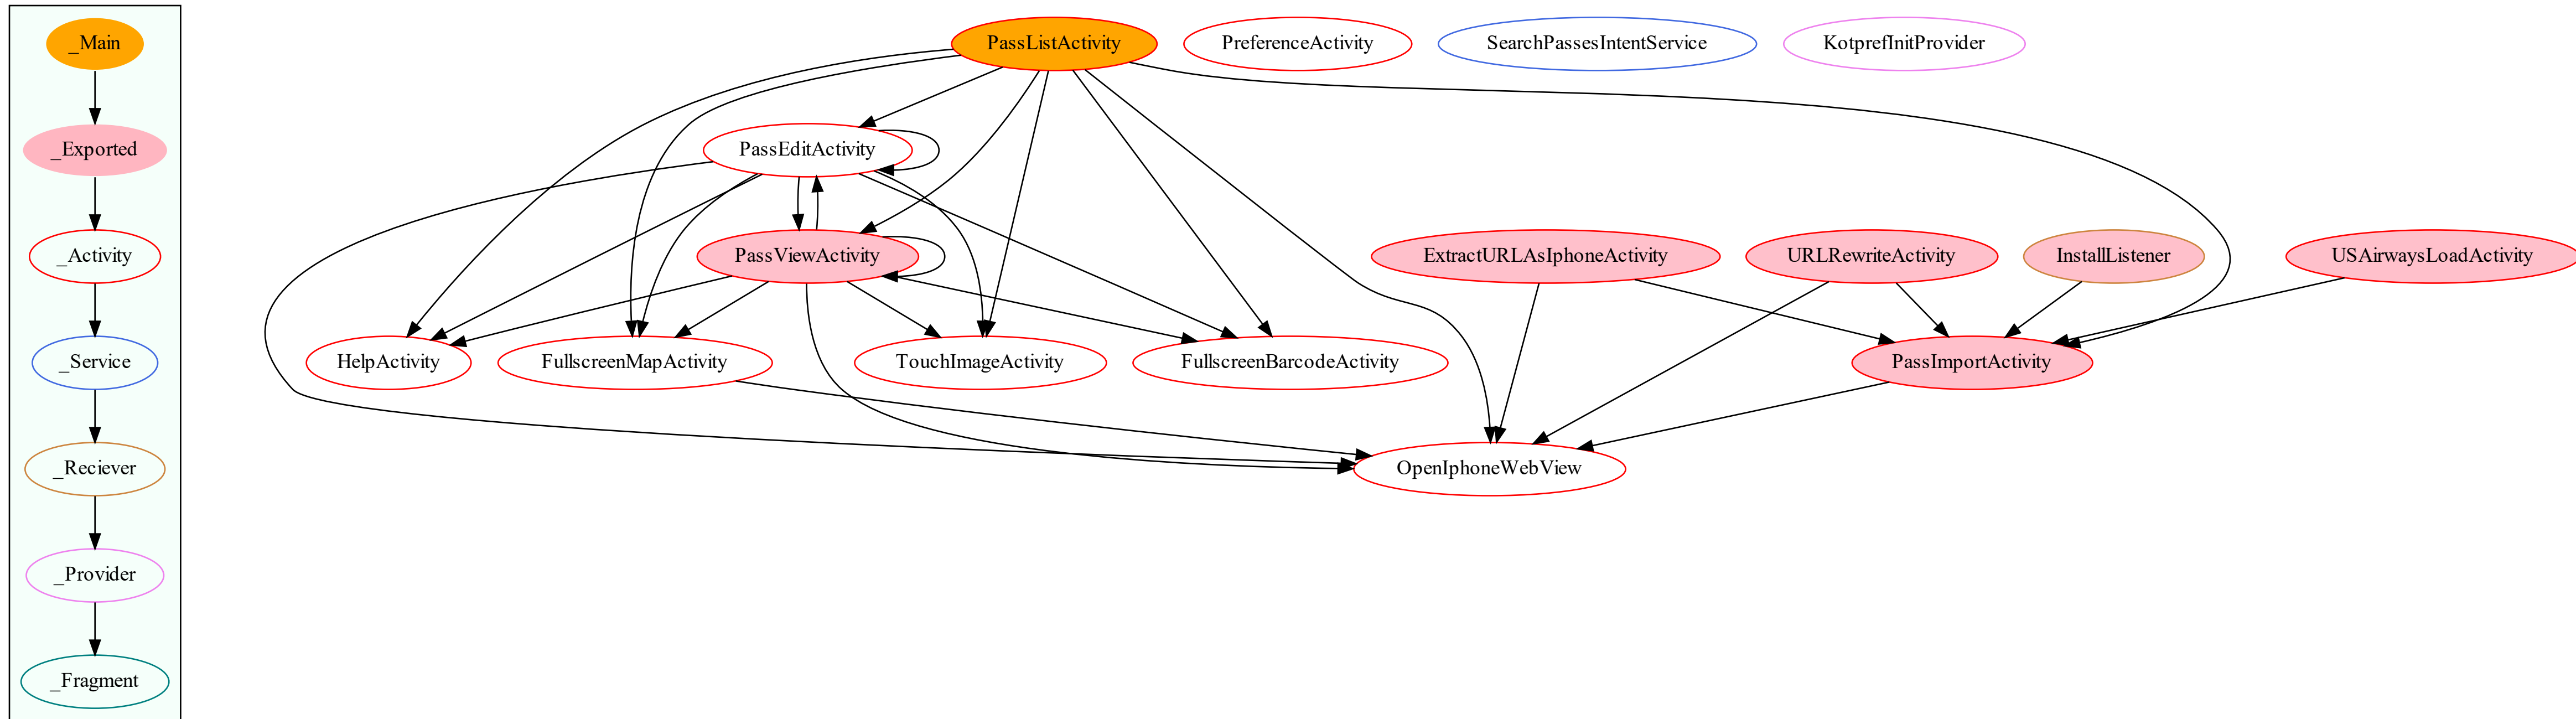 _Main
_Exported
_Activity
_Service
_Reciever
_Provider
_Fragment
PassListActivity
PreferenceActivity
SearchPassesIntentService
KotprefInitProvider
PassEditActivity
PassViewActivity
ExtractURLAsIphoneActivity
URLRewriteActivity
InstallListener
USAirwaysLoadActivity
HelpActivity
FullscreenMapActivity
TouchImageActivity
FullscreenBarcodeActivity
PassImportActivity
OpenIphoneWebView